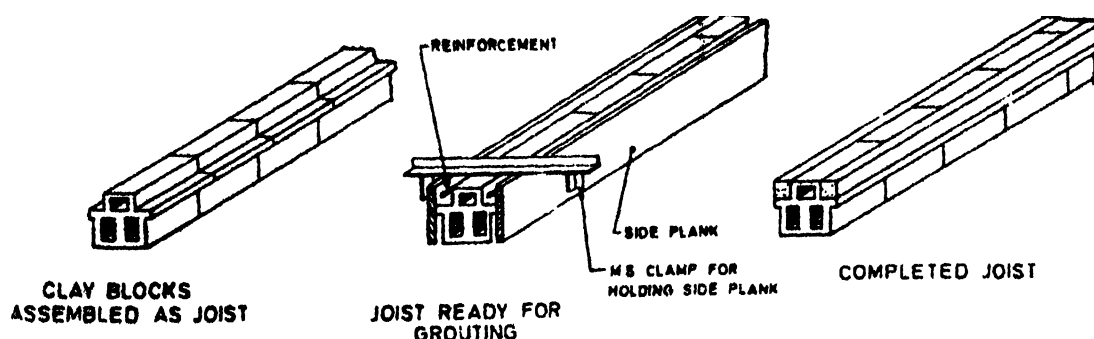 REINFORCEMENT
SIDE PLANK
MS CLAMP FOR
HOLDING SIDE PLANK
CLAY BLOCKS
ASSEMBLED AS JOIST
JOIST READY FOR
GROUTING
COMPLETED JOIST